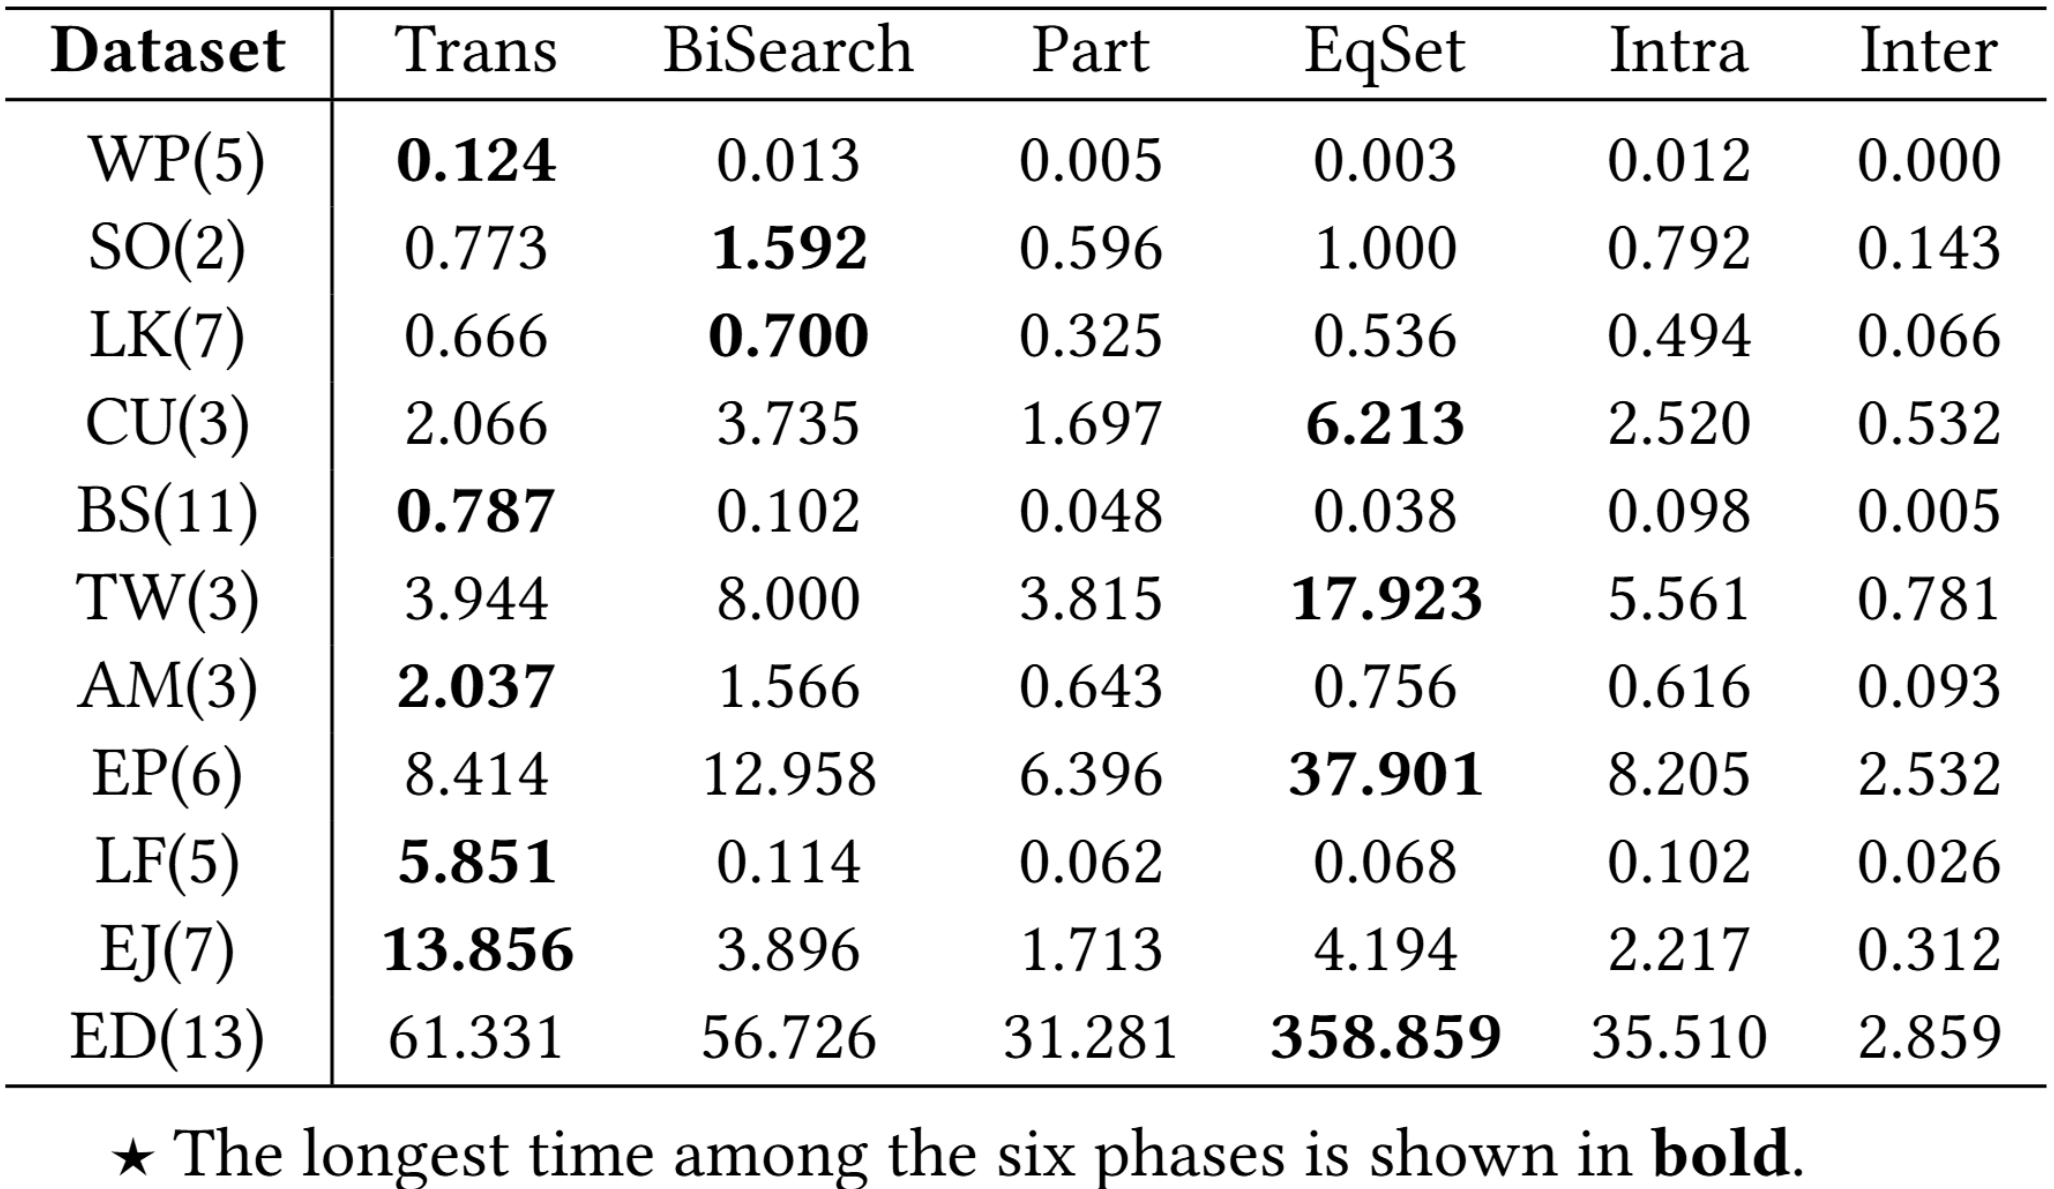 Dataset Trans BiSearch Part EqSet Intra Inter
WP(5) 0.124 0.013 0.005 0.003 0.012 0.000
SO(2) 0.773 1.592 0.596 1.000 0.792 0.143
LK(7) 0.666 0.700 0.325 0.536 0.494 0.066
CU(3) 2.066 3.735 1.697 6.213 2.520 0.532
BS(11) 0.787 0.102 0.048 0.038 0.098 0.005
TW(3) 3.944 8.000 3.815 17.923 5.561 0.781
AM(3) 2.037 1.566 0.643 0.756 0.616 0.093
EP(6) 8.414 12.958 6.396 37.901 8.205 2.532
LF(5) 5.851 0.114 0.062 0.068 0.102 0.026
EJ(7) 13.856 3.896 1.713 4.194 2.217 0.312
ED(13) 61.331 56.726 31.281 358.859 35.510 2.859
★ The longest time among the six phases is shown in bold.